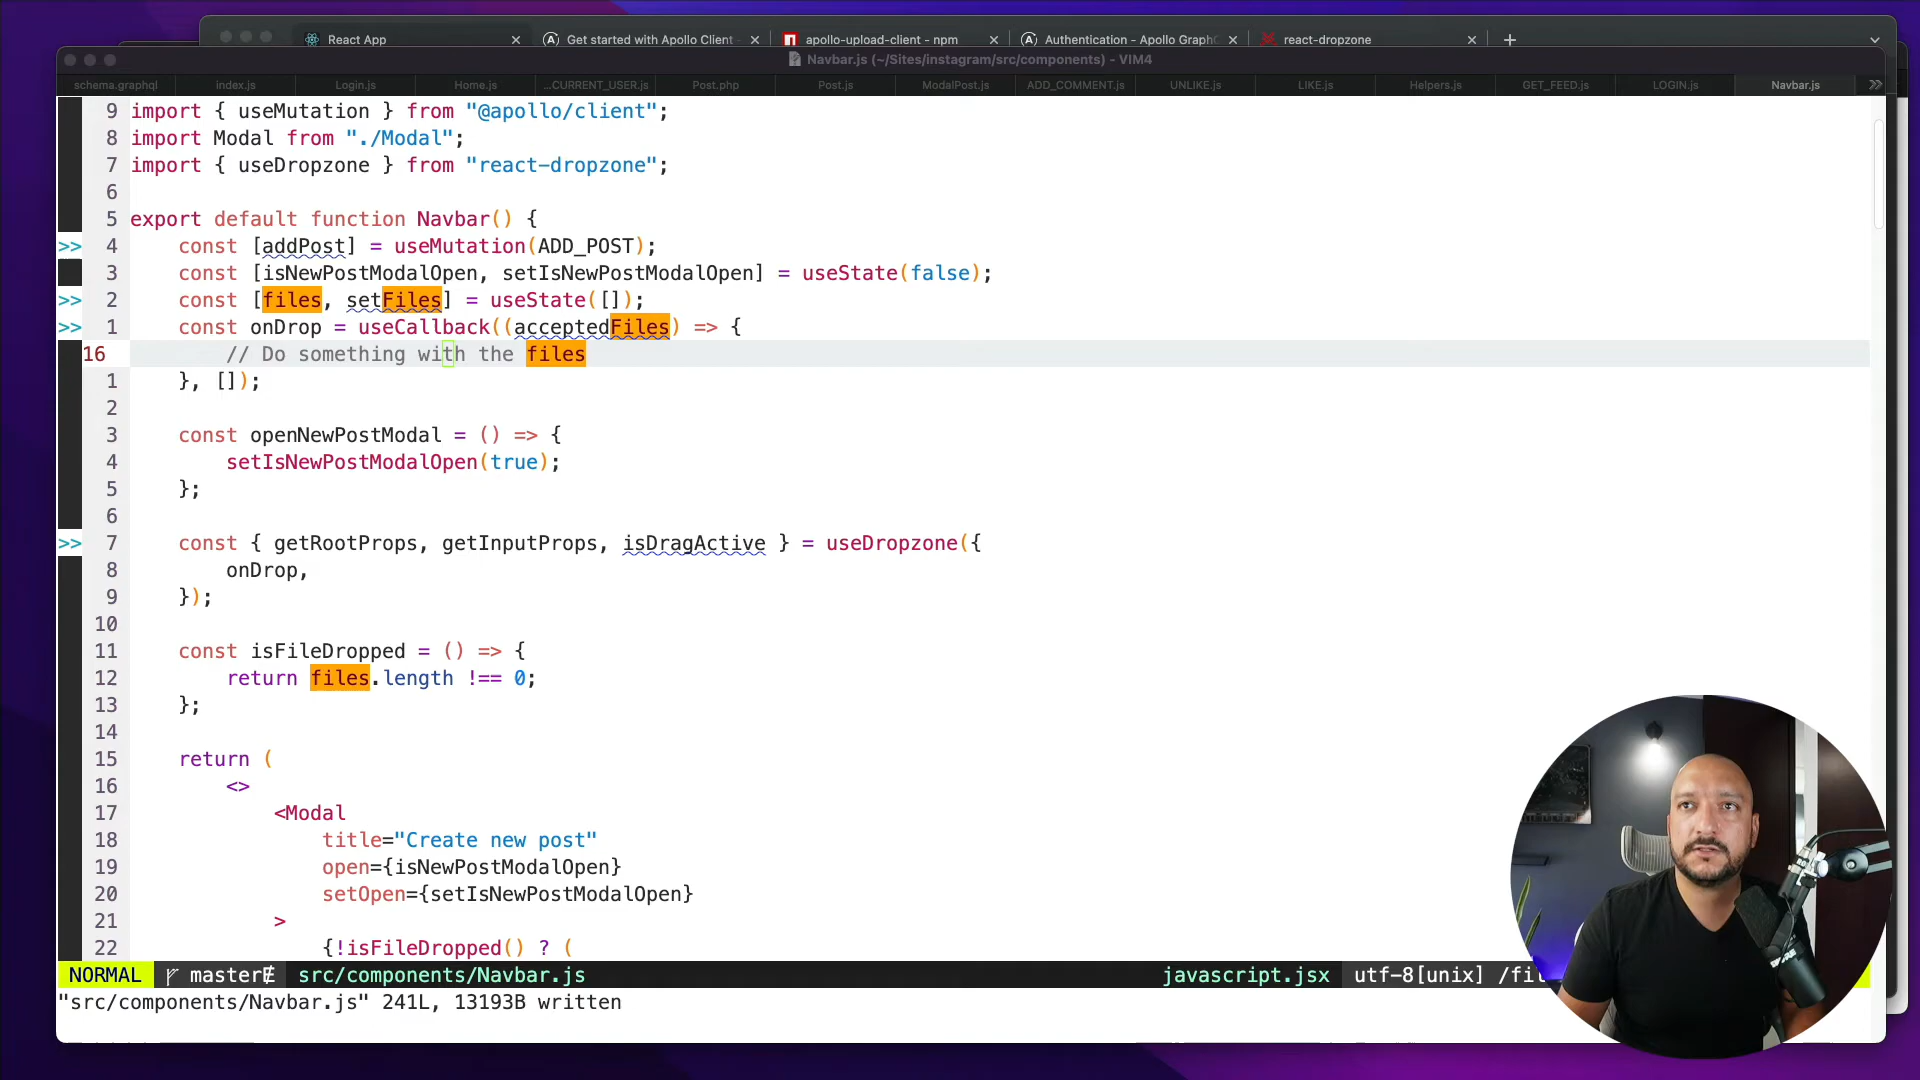 React App
Get started with Apollo Client
apollo-upload-client - npm
Authentication - Apollo GraphQ
react-dropzone
Navbar.js (~/Sites/instagram/src/components) - VIM4
schema.graphql index.js Login.js Home.js ...CURRENT_USER.js Post.php Post.js ModalPost.js ADD_COMMENT.js UNLIKE.js LIKE.js Helpers.js GET_FEED.js LOGIN.js Navbar.js
9 import { useMutation } from "@apollo/client";
8 import Modal from "./Modal";
7 import { useDropzone } from "react-dropzone";
6
5 export default function Navbar() {
>> 4 const [addPost] = useMutation(ADD_POST);
3 const [isNewPostModalOpen, setIsNewPostModalOpen] = useState(false);
>> 2 const [files, setFiles] = useState([]);
>> 1 const onDrop = useCallback((acceptedFiles) => {
16 // Do something with the files
1 }, []);
2
3 const openNewPostModal = () => {
4 setIsNewPostModalOpen(true);
5 };
6
>> 7 const { getRootProps, getInputProps, isDragActive } = useDropzone({
8 onDrop,
9 });
10
11 const isFileDropped = () => {
12 return files.length !== 0;
13 };
14
15 return (
16 <>
17 <Modal
18 title="Create new post"
19 open={isNewPostModalOpen}
20 setOpen={setIsNewPostModalOpen}
21 >
22 {!isFileDropped() ? (
NORMAL master src/components/Navbar.js javascript.jsx utf-8[unix]
"src/components/Navbar.js" 241L, 13193B written